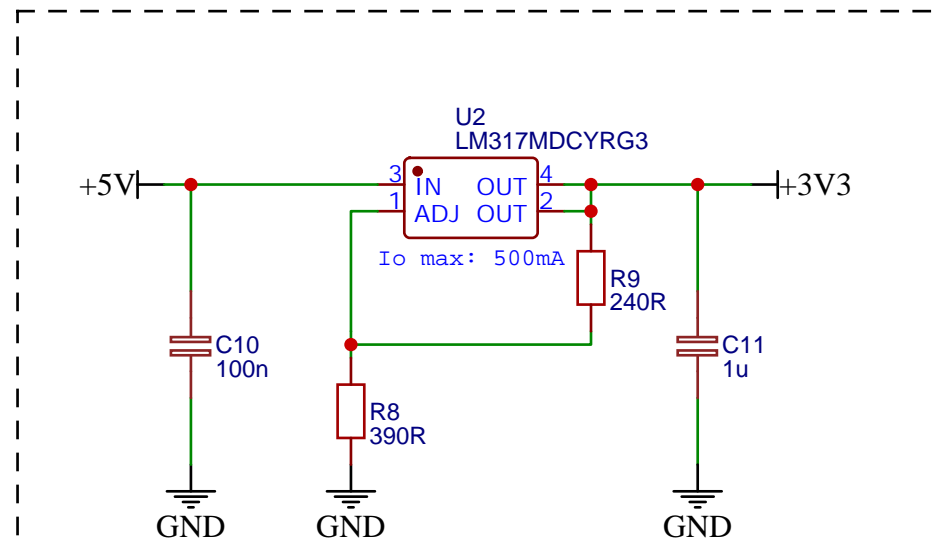 U2
LM317MDCYRG3
+5V
3
IN
OUT
4
+3V3
1
ADJ
OUT
2
Io max: 500mA
R9
240R
C10
100n
C11
1u
R8
390R
GND
GND
GND